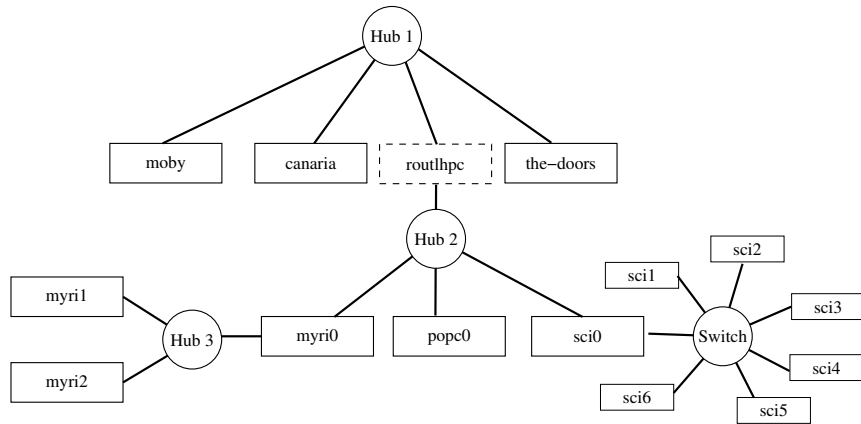 Hub 1
moby
canaria
routlhpc
the−doors
Hub 2
sci2
sci1
myri1
sci3
Hub 3
myri0
popc0
sci0
Switch
myri2
sci4
sci6
sci5